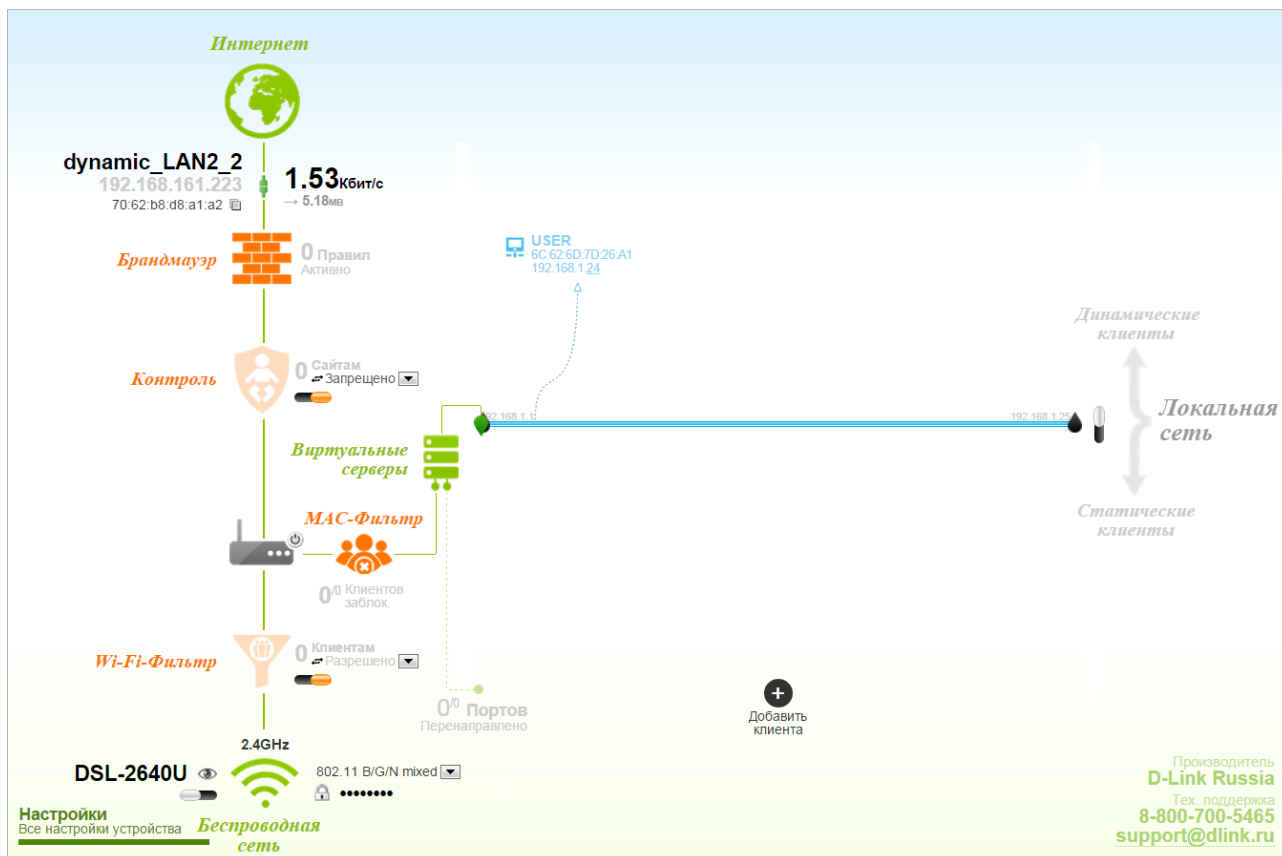 Интернет
dynamic_LAN2_2
192.168.161.223
70:62:b8:d8:a1:a2
1.53Кбит/с
→ 5.18МВ
Брандмауэр
0 Правил
Активно
USER
6C:62:6D:7D:26:A1
192.168.1.24
Контроль
0 Сайтам
Запрещено
Динамические
клиенты
Локальная
сеть
Статические
клиенты
192.168.1.25
Виртуальные
серверы
MAC-Фильтр
0/0 Клиентов
заблок.
Wi-Fi-Фильтр
0 Клиентам
Разрешено
0/0 Портов
Перенаправлено
+
Добавить
клиента
2.4GHz
DSL-2640U
802.11 B/G/N mixed
••••••••
Беспроводная
сеть
Настройки
Все настройки устройства
Производитель
D-Link Russia
Тех. поддержка
8-800-700-5465
support@dlink.ru